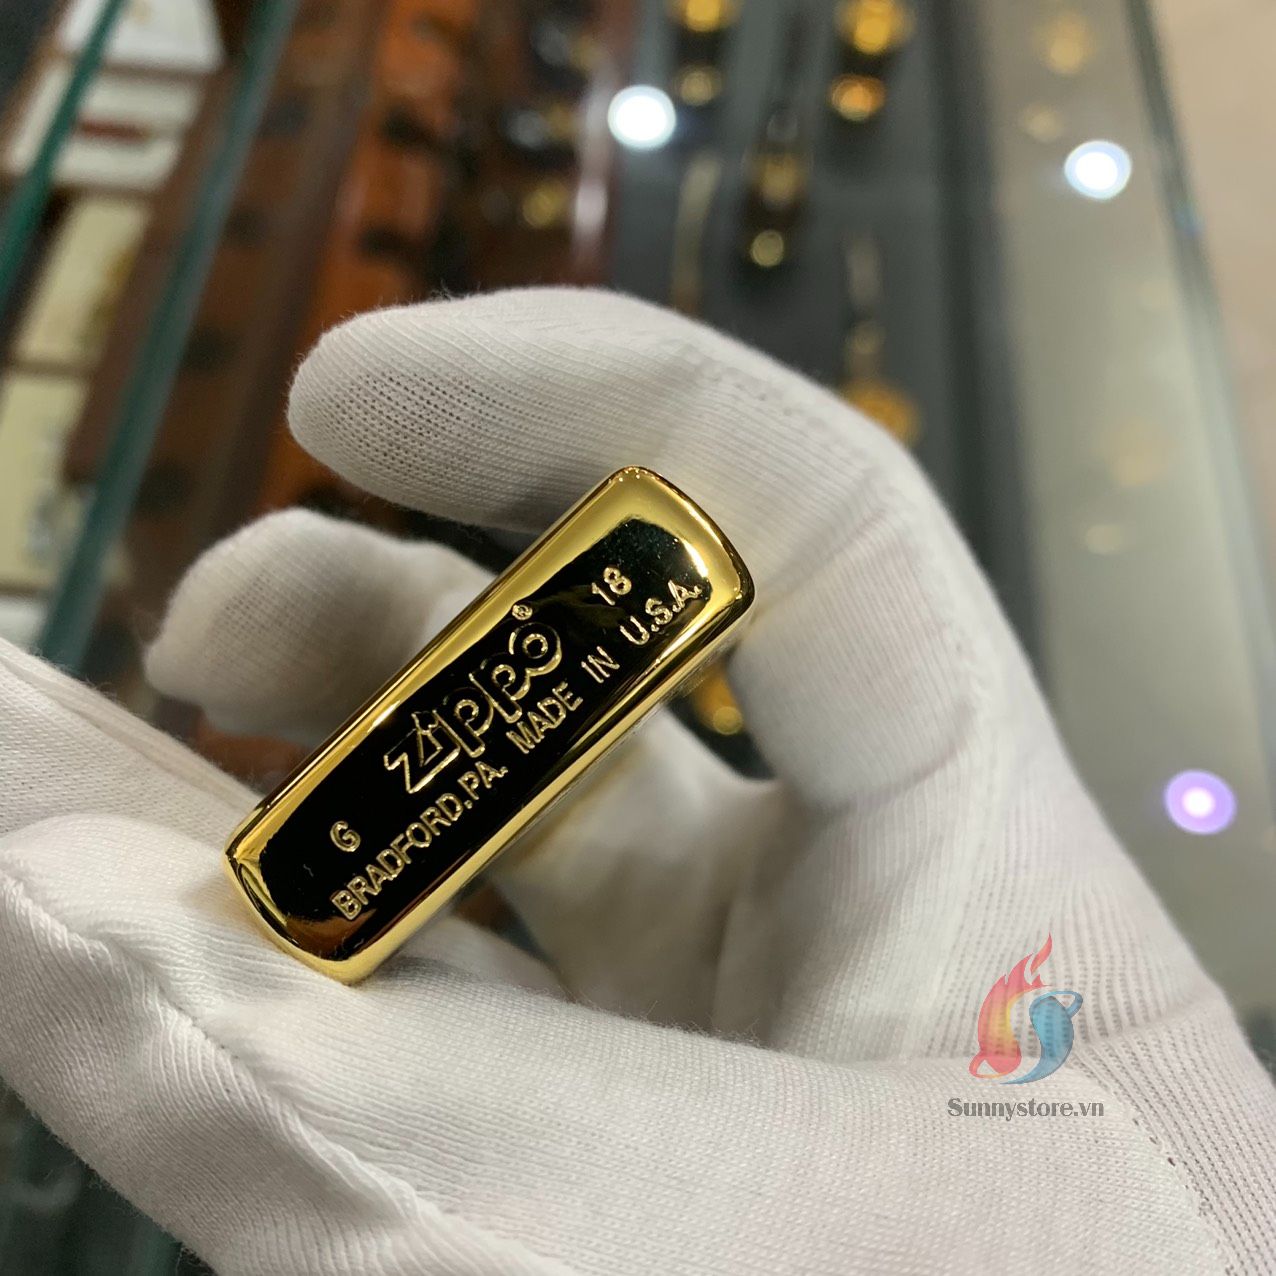 G zippo® 18
BRADFORD, PA. MADE IN U.S.A.
Sunnystore.vn